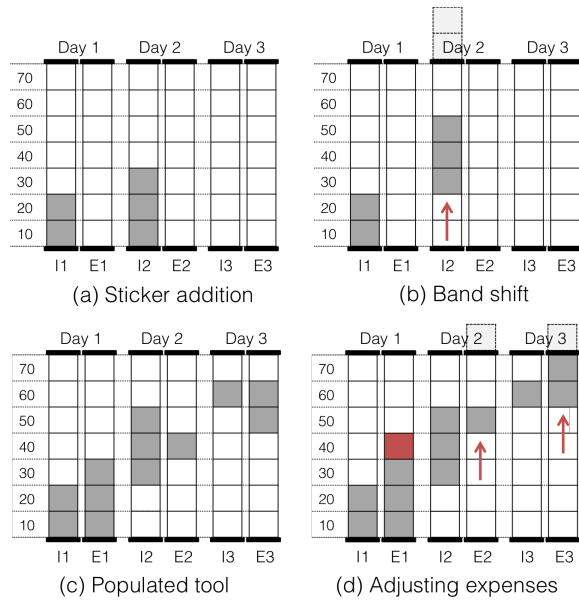 Day 1 Day 2 Day 3
70
60
50
40
30
20
10
I1 E1 I2 E2 I3 E3
(a) Sticker addition
Day 1 Day 2 Day 3
70
60
50
40
30
20
10
I1 E1 I2 E2 I3 E3
(b) Band shift
Day 1 Day 2 Day 3
70
60
50
40
30
20
10
I1 E1 I2 E2 I3 E3
(c) Populated tool
Day 1 Day 2 Day 3
70
60
50
40
30
20
10
I1 E1 I2 E2 I3 E3
(d) Adjusting expenses